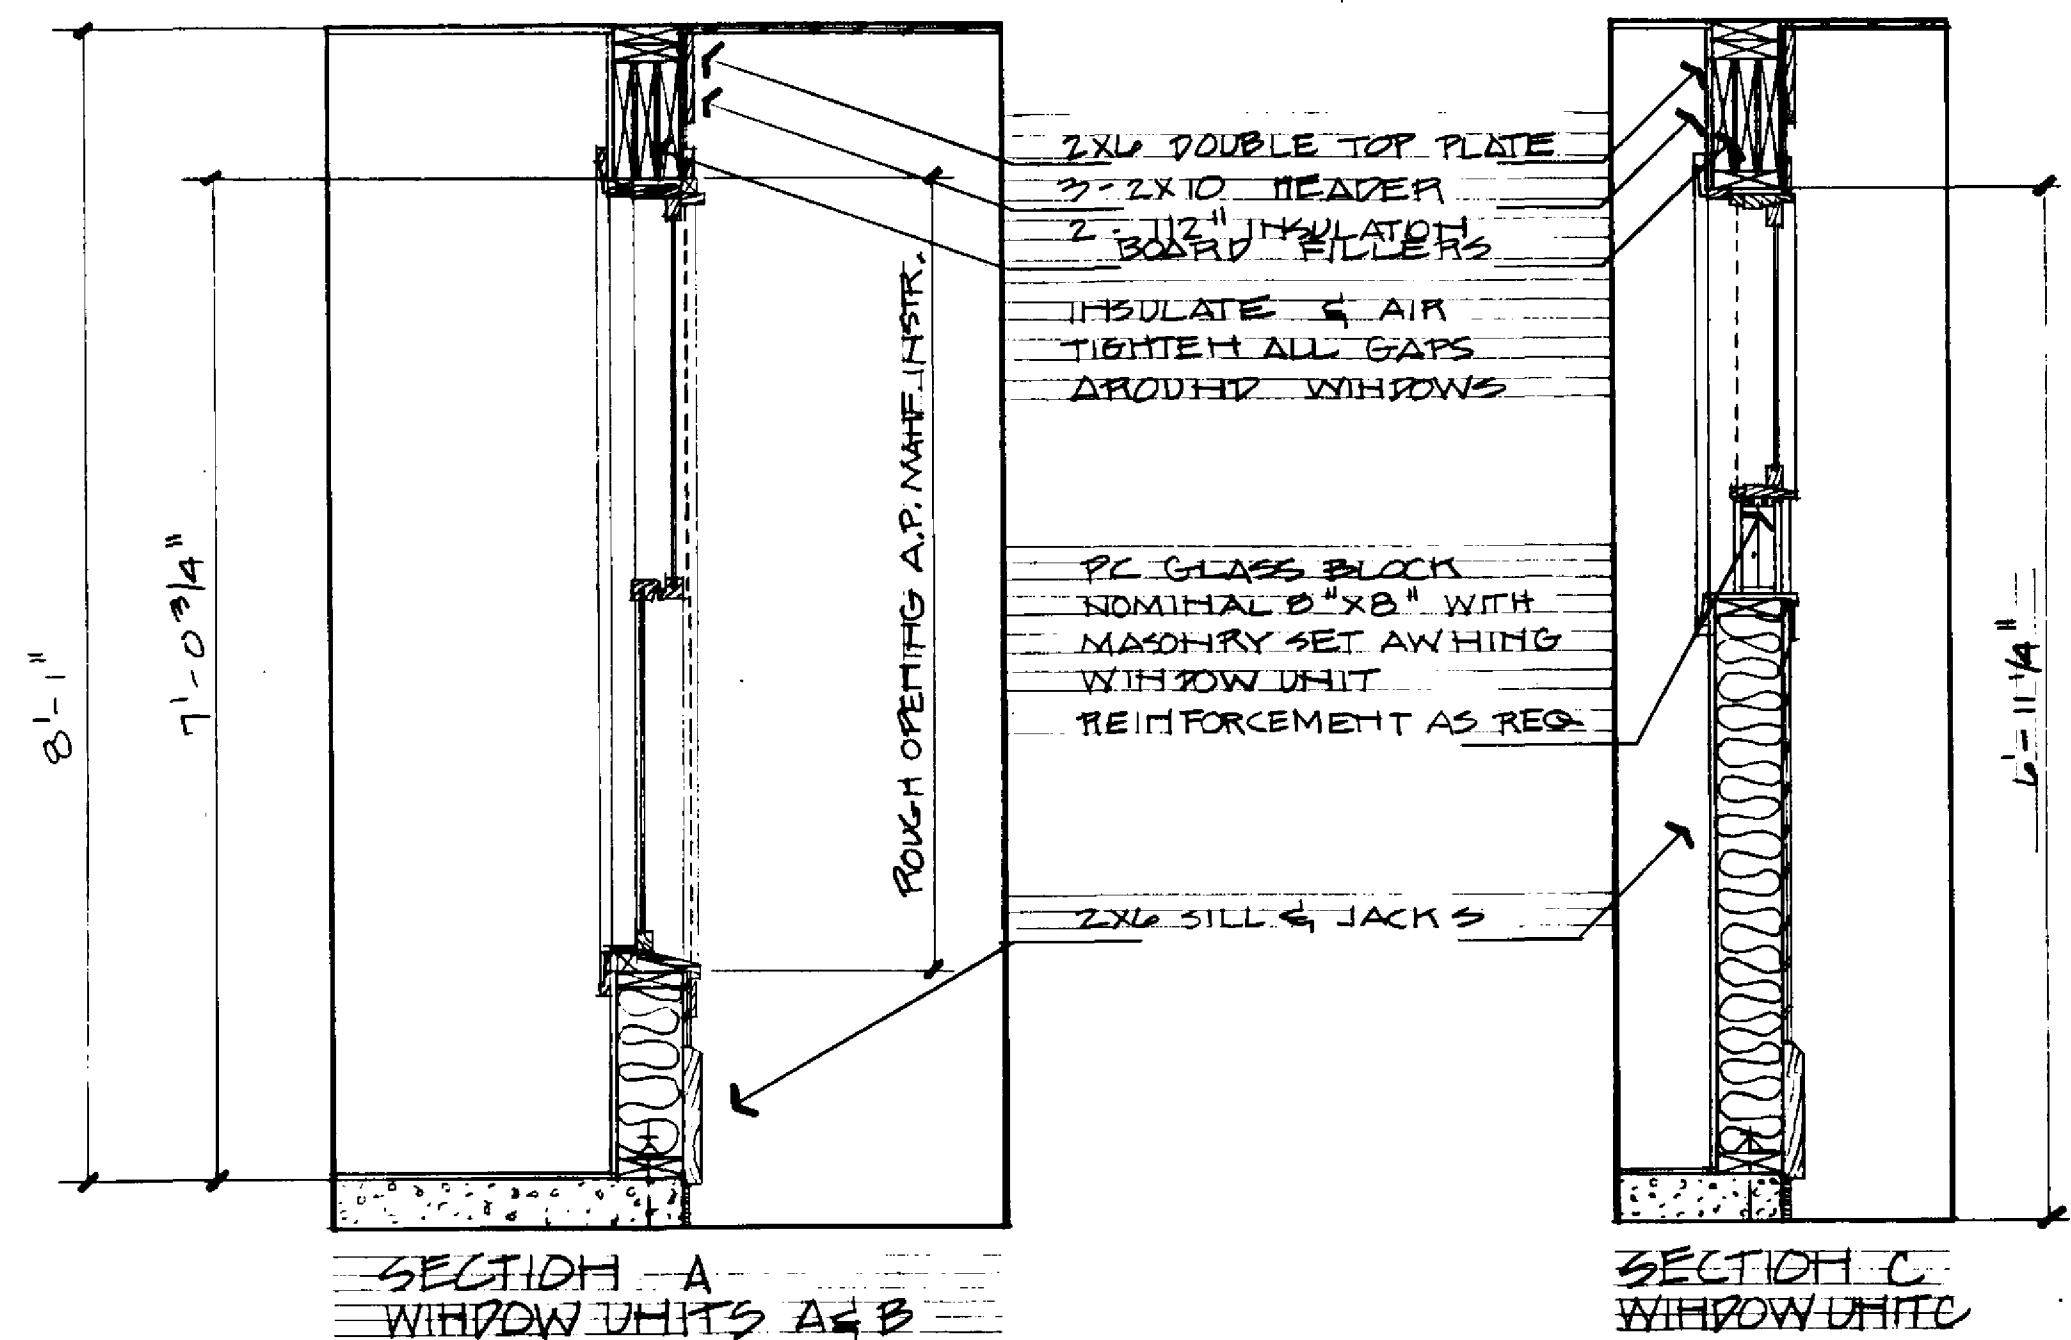 2X6 DOUBLE TOP PLATE
3-2X10 HEADER
2-1/2" INSULATION
BOARD FILLERS
INSULATE & AIR
TIGHTEN ALL GAPS
AROUND WINDOWS
PC GLASS BLOCK
NOMINAL 8"X8" WITH
MASONRY SET AWNING
WINDOW UNIT
REINFORCEMENT AS REQ
2X6 SILL & JACKS
8'-1"
7'-0 3/4"
ROUGH OPENING A.P. MANF. INSTR.
6'-11 1/4"
SECTION A
WINDOW UNITS A & B
SECTION C
WINDOW UNIT C